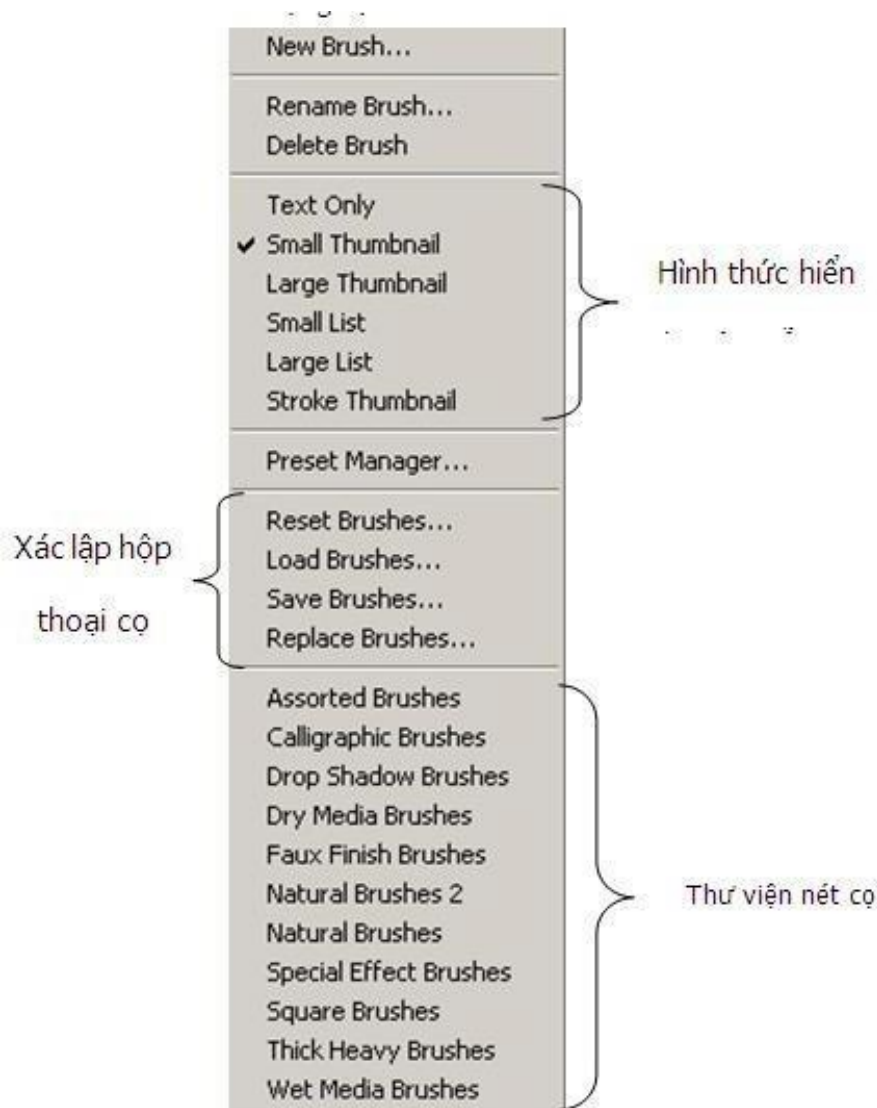 New Brush...
Rename Brush...
Delete Brush
Text Only
Small Thumbnail
Large Thumbnail
Small List
Large List
Stroke Thumbnail
Hình thức hiển
Preset Manager...
Reset Brushes...
Load Brushes...
Save Brushes...
Replace Brushes...
Xác lập hộp
thoại cọ
Assorted Brushes
Calligraphic Brushes
Drop Shadow Brushes
Dry Media Brushes
Faux Finish Brushes
Natural Brushes 2
Natural Brushes
Special Effect Brushes
Square Brushes
Thick Heavy Brushes
Wet Media Brushes
Thư viện nét cọ